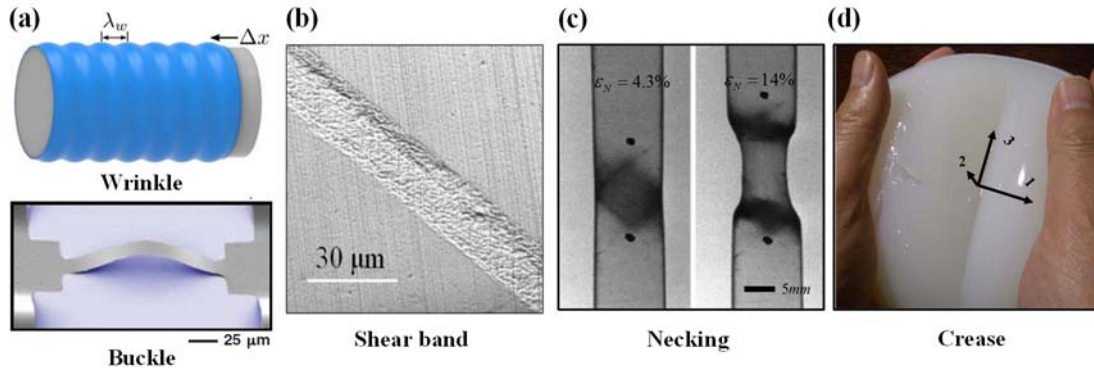 (a)
λw
Δx
Wrinkle
25 μm
Buckle
(b)
30 μm
Shear band
(c)
εN = 4.3%
εN = 14%
5mm
Necking
(d)
3
2
1
Crease